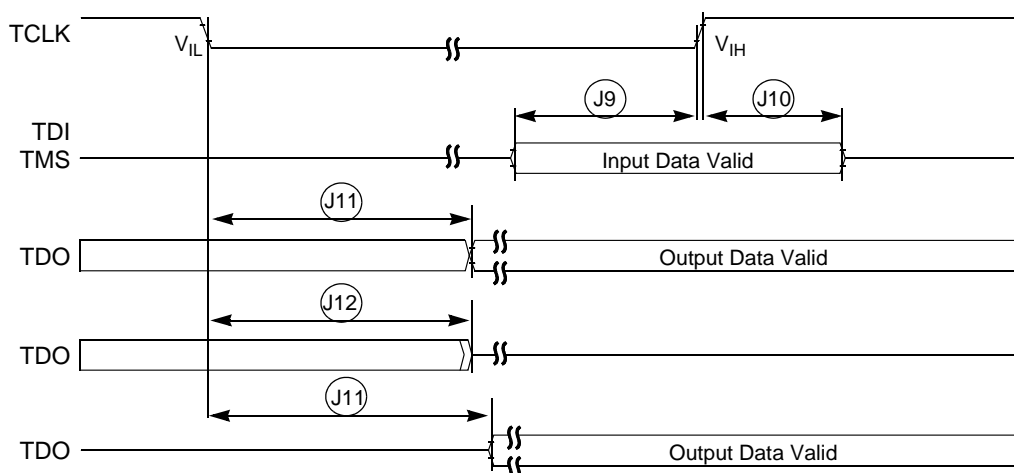 TCLK
VIL
VIH
J9
J10
TDI
TMS
Input Data Valid
J11
TDO
Output Data Valid
J12
TDO
J11
TDO
Output Data Valid